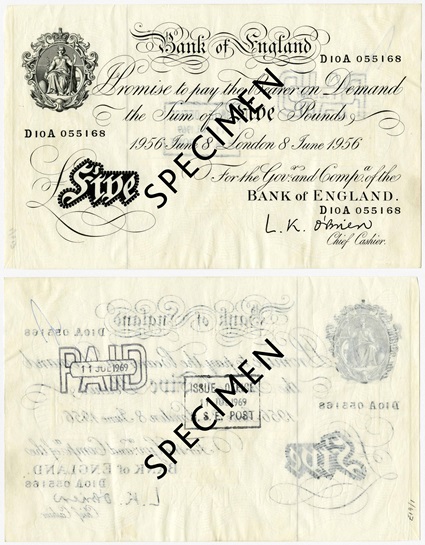 Bank of England
D10A 055168
I Promise to pay the Bearer on Demand
the Sum of Five Pounds
D10A 055168
1956 June 8 London 8 June 1956
For the Govr. and Compa. of the
BANK OF ENGLAND.
D10A 055168
£Five
L. K. O'Brien
Chief Cashier.
SPECIMEN
PAID
11 JUL 1969
ISSUE OFFICE
1969
S.E. POST
SPECIMEN